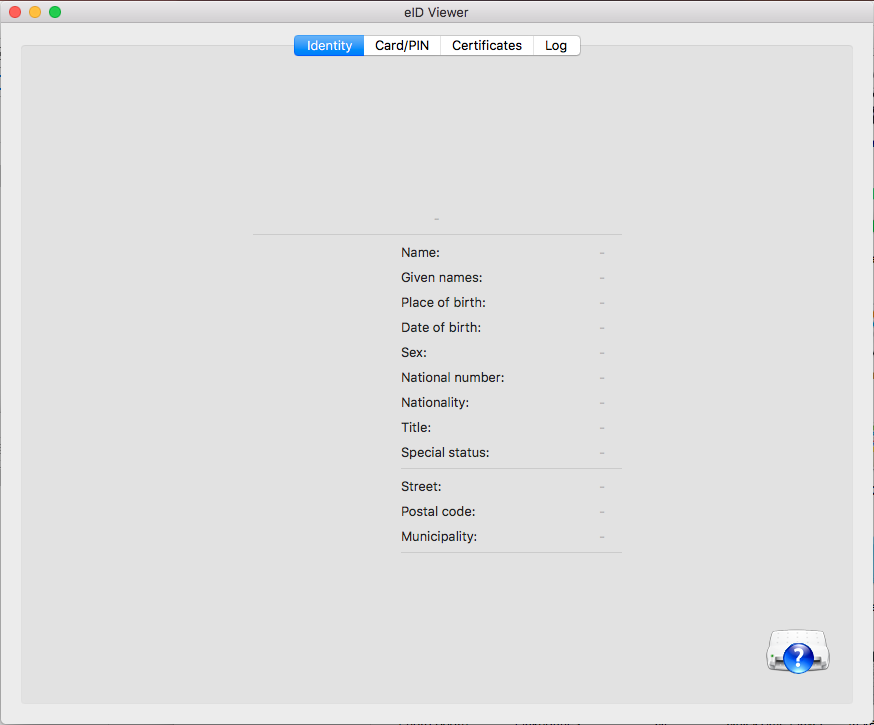 eID Viewer
Identity Card/PIN Certificates Log
-
Name: -
Given names: -
Place of birth: -
Date of birth: -
Sex: -
National number: -
Nationality: -
Title: -
Special status: -
Street: -
Postal code: -
Municipality: -
?